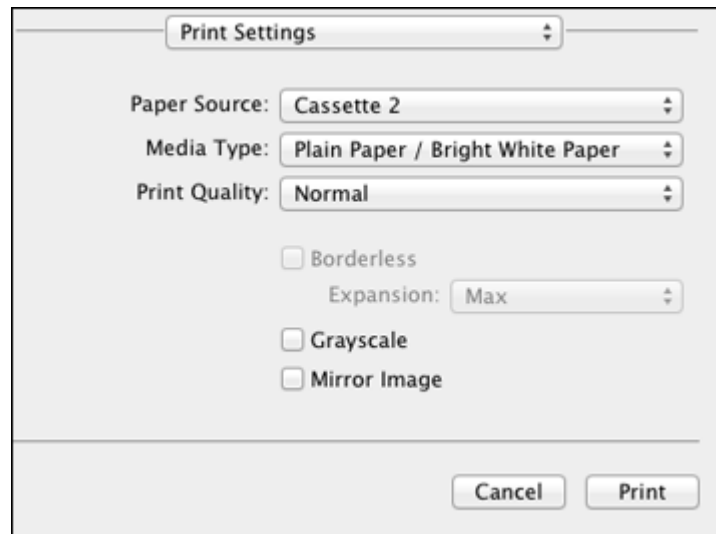 Print Settings
Paper Source: Cassette 2
Media Type: Plain Paper / Bright White Paper
Print Quality: Normal
Borderless
Expansion: Max
Grayscale
Mirror Image
Cancel Print